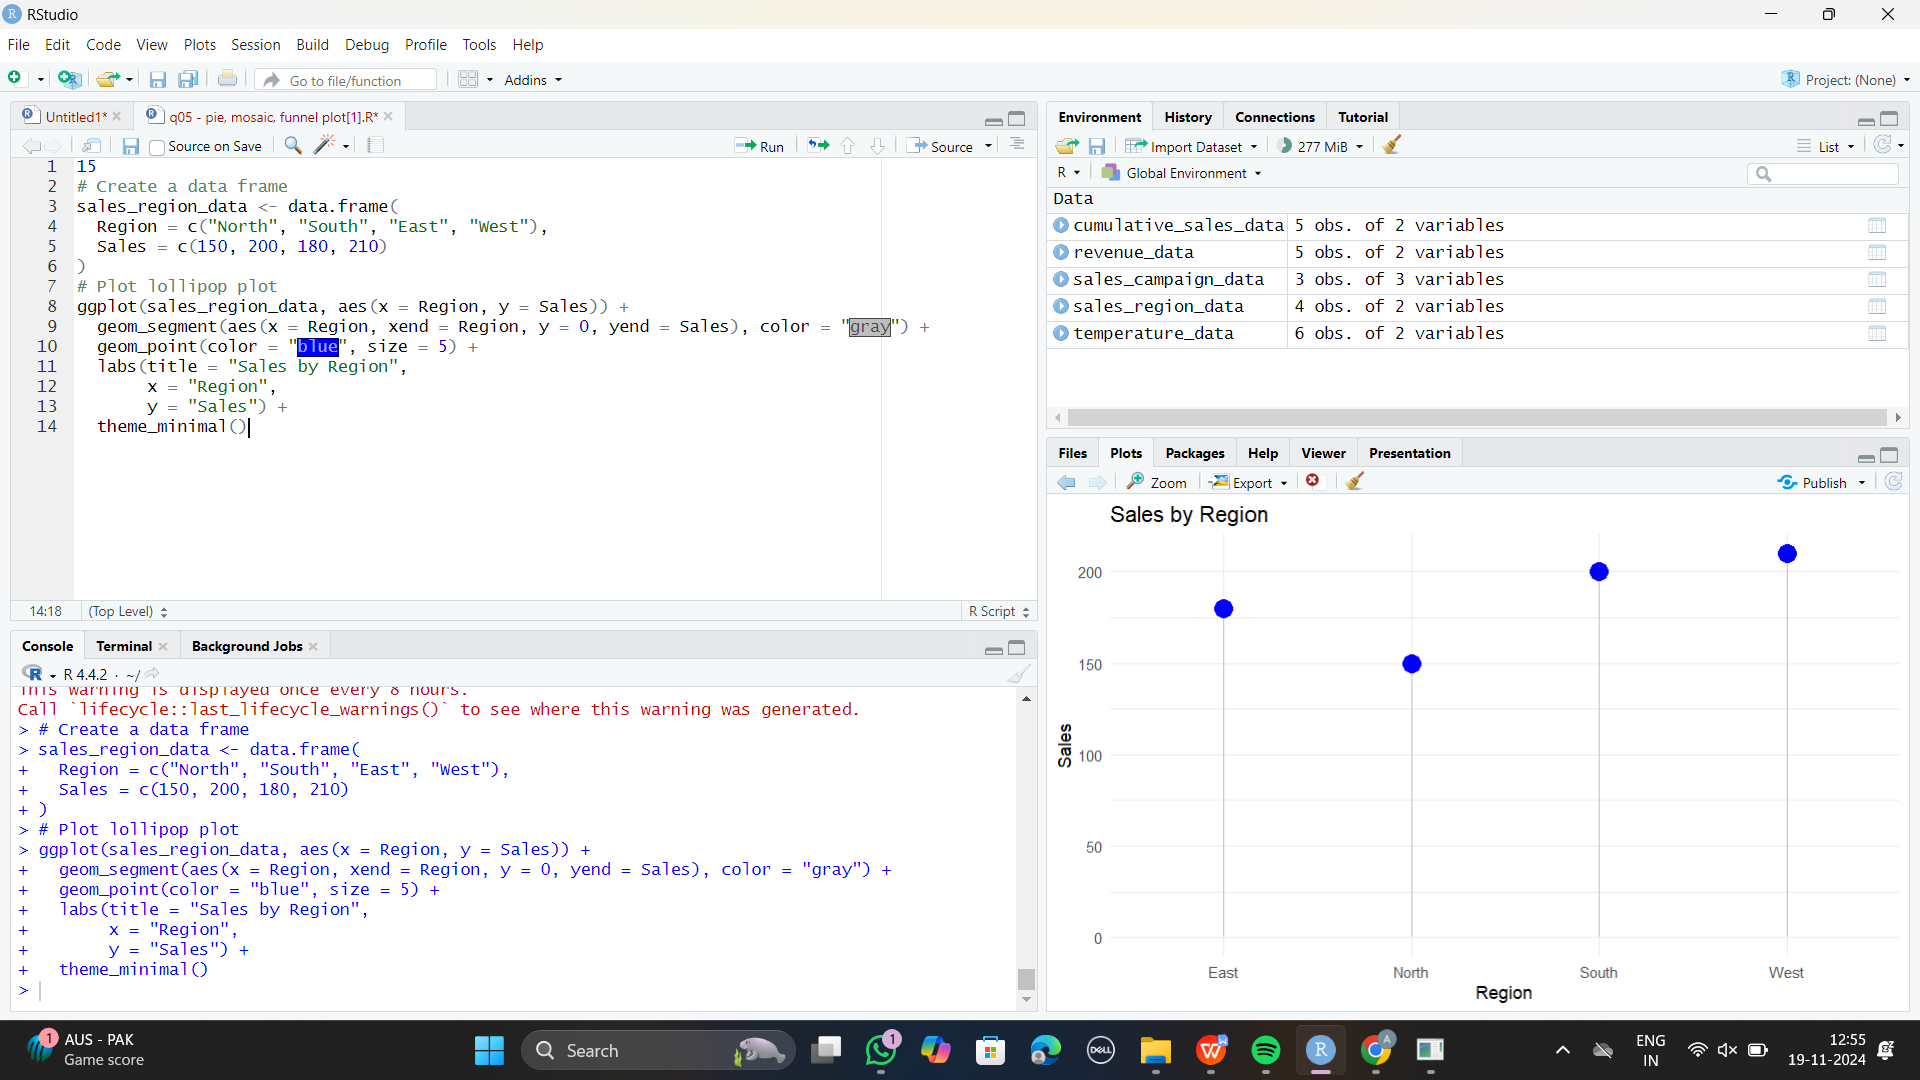 RStudio
File Edit Code View Plots Session Build Debug Profile Tools Help
Go to file/function Addins Project: (None)
Untitled1* q05 - pie, mosaic, funnel plot[1].R*
Source on Save Run Source
1 15
2 # Create a data frame
3 sales_region_data <- data.frame(
4 Region = c("North", "South", "East", "West"),
5 Sales = c(150, 200, 180, 210)
6 )
7 # Plot lollipop plot
8 ggplot(sales_region_data, aes(x = Region, y = Sales)) +
9 geom_segment(aes(x = Region, xend = Region, y = 0, yend = Sales), color = "gray") +
10 geom_point(color = "blue", size = 5) +
11 labs(title = "Sales by Region",
12 x = "Region",
13 y = "Sales") +
14 theme_minimal()
14:18 (Top Level) R Script
Console Terminal Background Jobs
R R 4.4.2 · ~/
This warning is displayed once every 8 hours.
Call `lifecycle::last_lifecycle_warnings()` to see where this warning was generated.
> # Create a data frame
> sales_region_data <- data.frame(
+ Region = c("North", "South", "East", "West"),
+ Sales = c(150, 200, 180, 210)
+ )
> # Plot lollipop plot
> ggplot(sales_region_data, aes(x = Region, y = Sales)) +
+ geom_segment(aes(x = Region, xend = Region, y = 0, yend = Sales), color = "gray") +
+ geom_point(color = "blue", size = 5) +
+ labs(title = "Sales by Region",
+ x = "Region",
+ y = "Sales") +
+ theme_minimal()
>
Environment History Connections Tutorial
Import Dataset 277 MiB List
R Global Environment
Data
cumulative_sales_data 5 obs. of 2 variables
revenue_data 5 obs. of 2 variables
sales_campaign_data 3 obs. of 3 variables
sales_region_data 4 obs. of 2 variables
temperature_data 6 obs. of 2 variables
Files Plots Packages Help Viewer Presentation
Zoom Export Publish
Sales by Region
200
150
100
50
0
Sales
East North South West
Region
1 AUS - PAK
Game score
Search
1
DELL
W
R
A
ENG
IN
12:55
19-11-2024